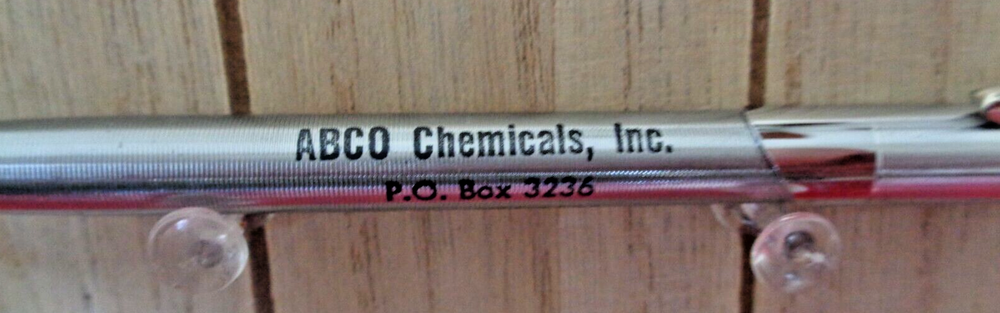 ABCO Chemicals, Inc.
P.O. Box 3236